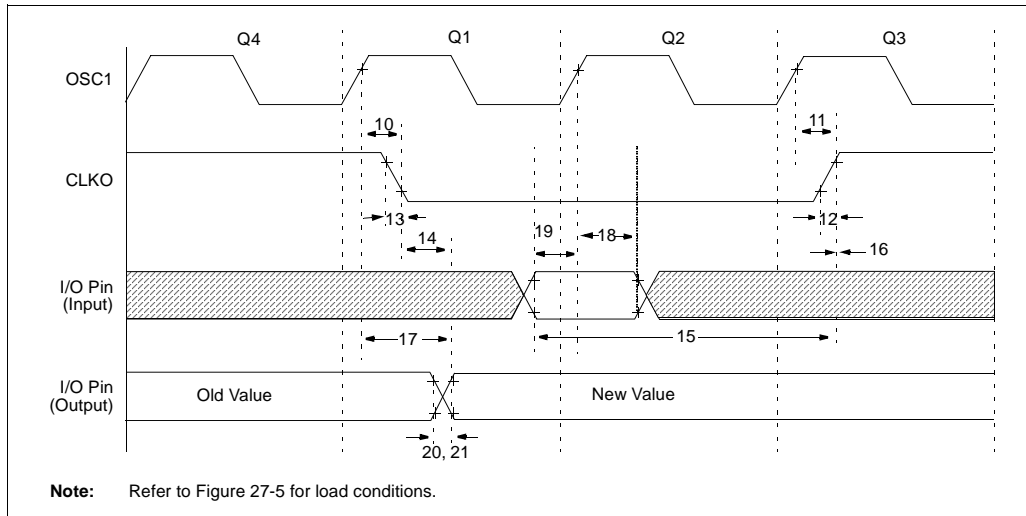 Q4 Q1 Q2 Q3
OSC1
10 11
CLKO
13 12
14 19 18 16
I/O Pin
(Input)
17 15
I/O Pin
(Output)
Old Value New Value
20, 21
Note: Refer to Figure 27-5 for load conditions.